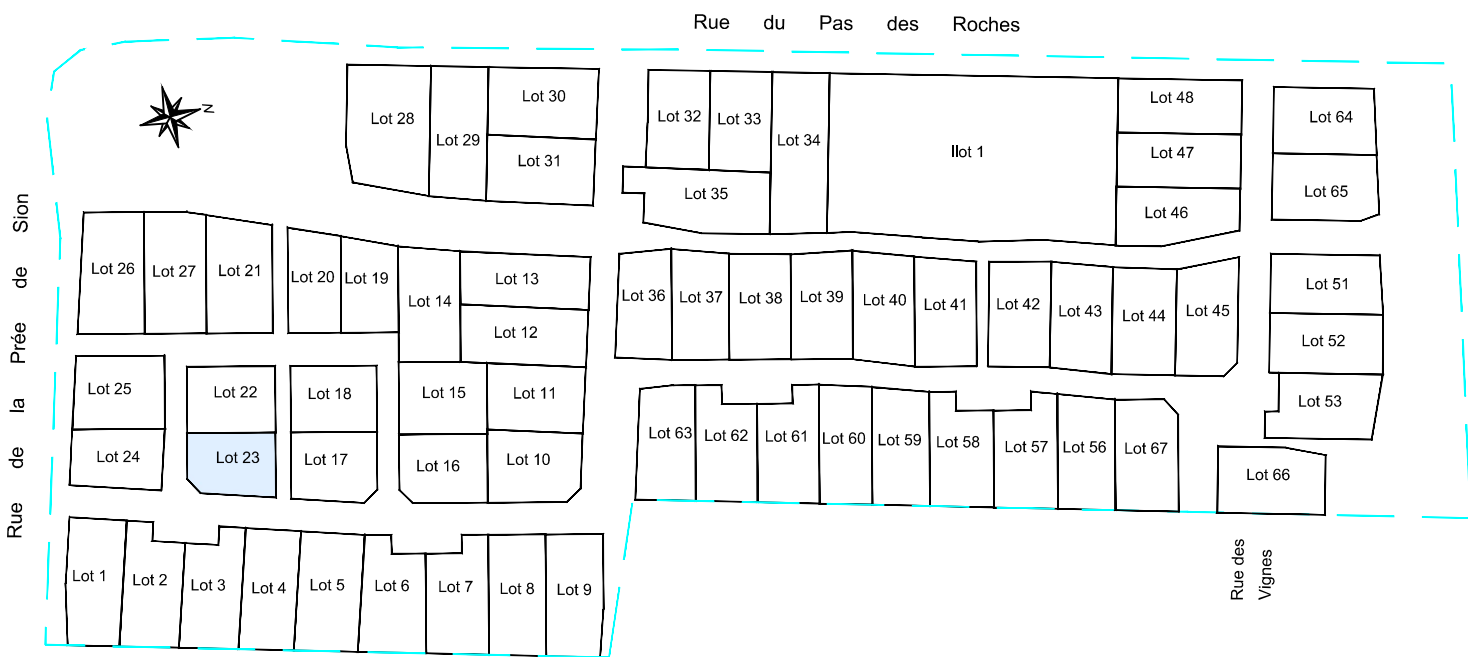 Rue du Pas des Roches
N
Lot 28
Lot 29
Lot 30
Lot 31
Lot 32
Lot 33
Lot 34
Lot 35
Ilot 1
Lot 48
Lot 47
Lot 46
Lot 64
Lot 65
Rue de la Prée de Sion
Lot 26
Lot 27
Lot 21
Lot 20
Lot 19
Lot 14
Lot 13
Lot 12
Lot 36
Lot 37
Lot 38
Lot 39
Lot 40
Lot 41
Lot 42
Lot 43
Lot 44
Lot 45
Lot 51
Lot 52
Lot 53
Lot 25
Lot 24
Lot 22
Lot 23
Lot 18
Lot 17
Lot 15
Lot 16
Lot 11
Lot 10
Lot 63
Lot 62
Lot 61
Lot 60
Lot 59
Lot 58
Lot 57
Lot 56
Lot 67
Lot 66
Lot 1
Lot 2
Lot 3
Lot 4
Lot 5
Lot 6
Lot 7
Lot 8
Lot 9
Rue des
Vignes